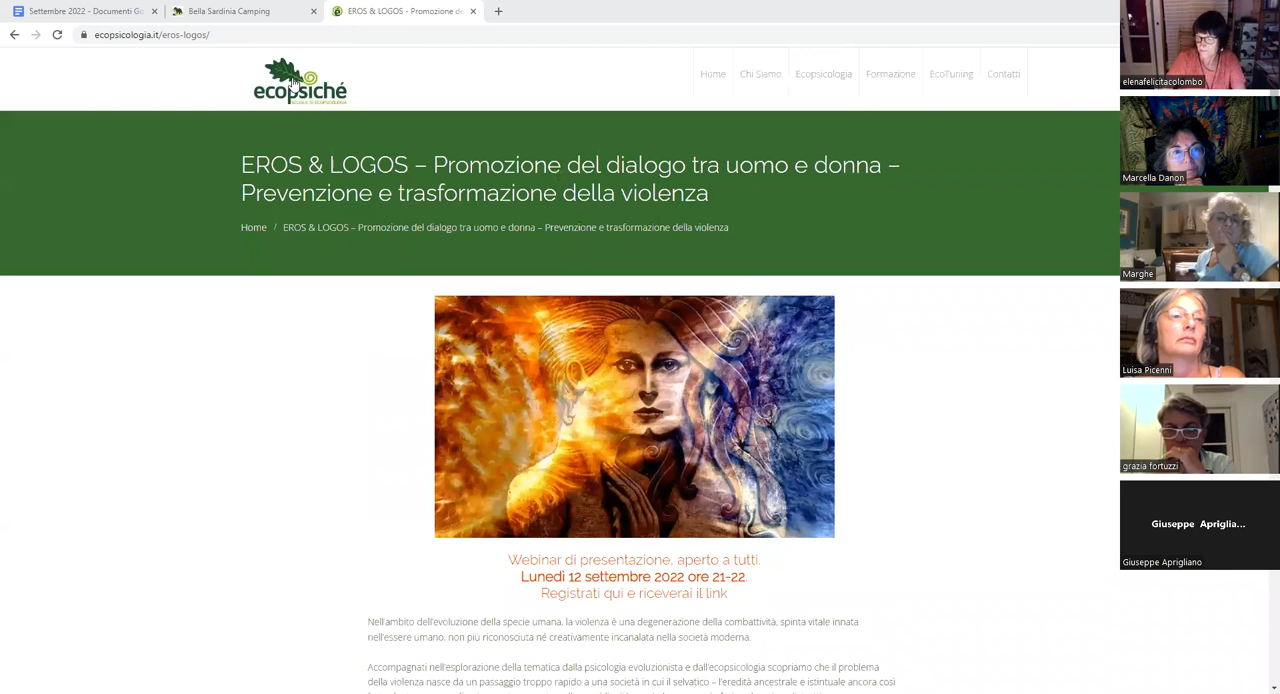 Septembre 2022 - Documenti Go
Bella Sardinia Camping
EROS & LOGOS - Promozione de
ecopsicologia.it/eros-logos/
ecopsiché
Home
Chi Siamo
Ecopsicologia
Formazione
EcoTuning
Contatti
EROS & LOGOS – Promozione del dialogo tra uomo e donna –
Prevenzione e trasformazione della violenza
Home / EROS & LOGOS – Promozione del dialogo tra uomo e donna – Prevenzione e trasformazione della violenza
Webinar di presentazione, aperto a tutti.
Lunedì 12 settembre 2022 ore 21-22.
Registrati qui e riceverai il link
Nell'ambito dell'evoluzione della specie umana, la violenza è una degenerazione della combattività, spinta vitale innata
nell'essere umano, non più riconosciuta né creativamente incanalata nella società moderna.
Accompagnati nell'esplorazione della tematica dalla psicologia evoluzionista e dall'ecopsicologia scopriamo che il problema
della violenza nasce da un passaggio troppo rapido a una società in cui il selvatico – l'eredità ancestrale e istintuale ancora così
elenafelicitacolombo
Marcella Danon
Marghe
Luisa Picenni
grazia fortuzzi
Giuseppe Apriglia...
Giuseppe Aprigliano